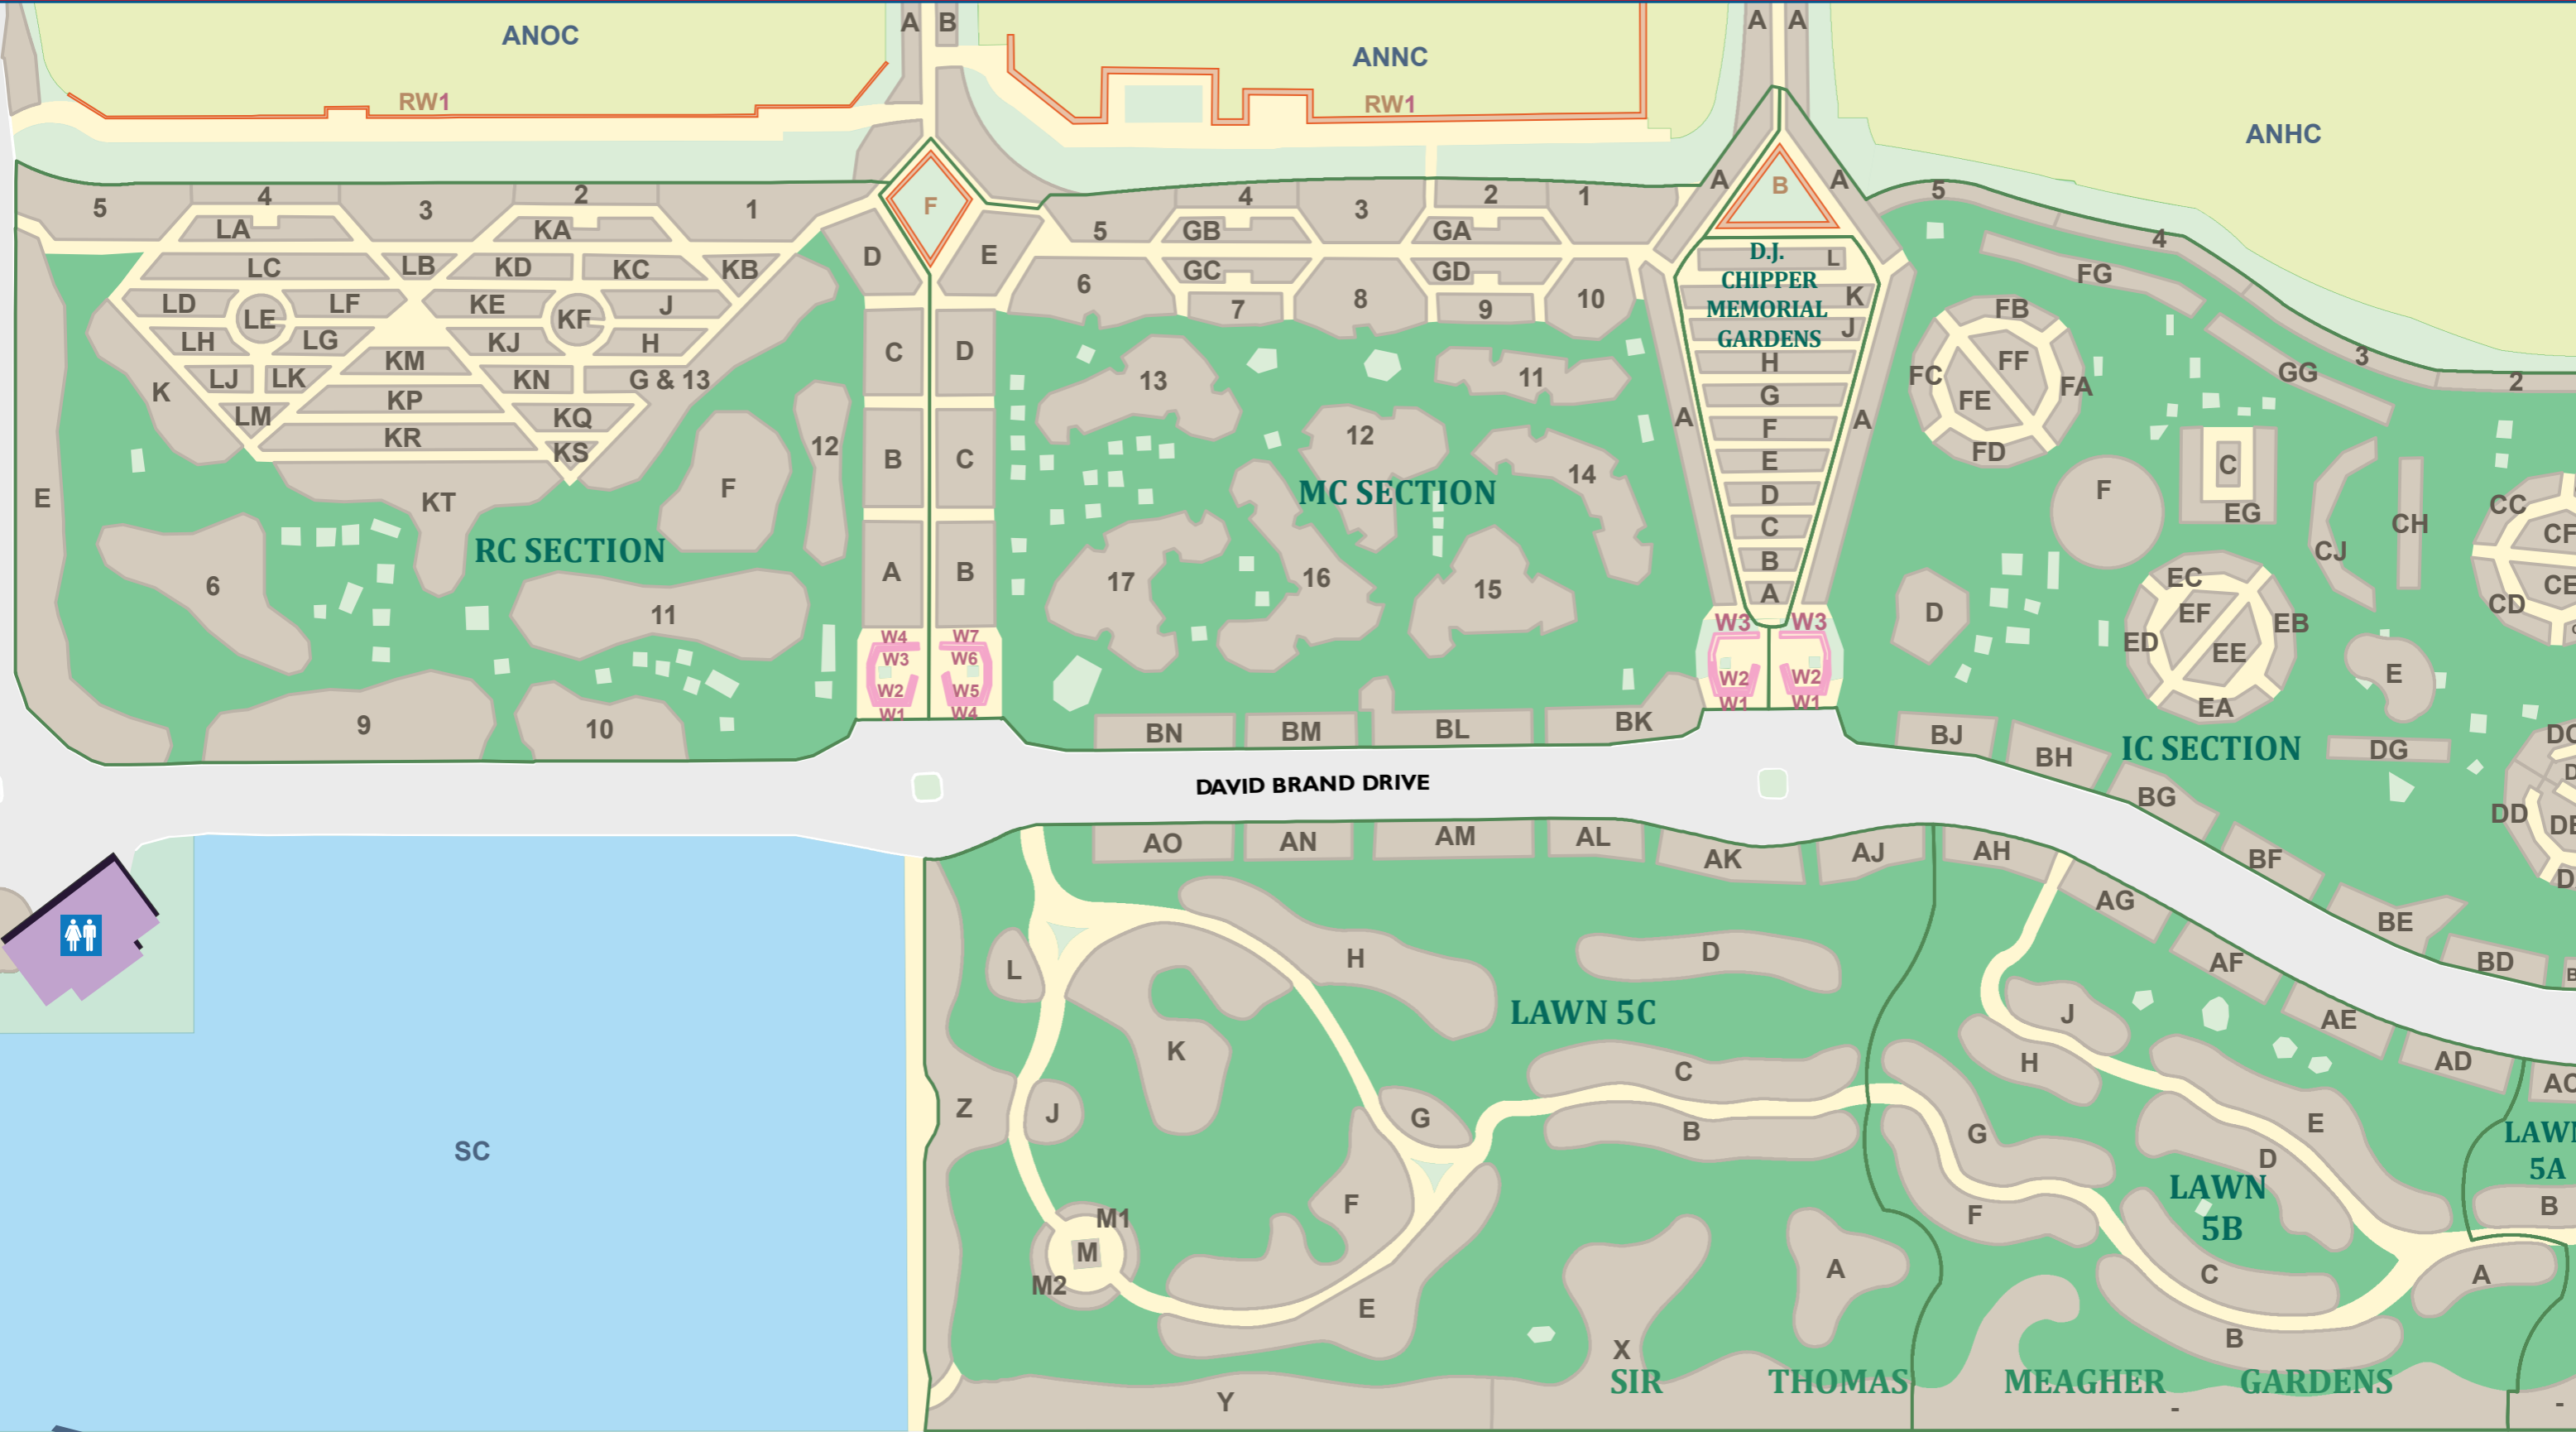 ANOC
A B
ANNC
A A
ANHC
RW1
RW1
5
4
3
2
1
LA
KA
LC
LB
KD
KC
KB
LD
LE
LF
KE
KF
J
LH
LG
KJ
H
KM
LJ
LK
KN
G & 13
LM
KP
KQ
KR
KS
KT
K
E
6
9
10
11
12
F
RC SECTION
F
D
E
C
D
B
C
A
B
W4
W3
W2
W1
W7
W6
W5
W4
5
4
3
2
1
GB
GA
GC
GD
6
7
8
9
10
13
11
12
14
MC SECTION
17
16
15
BN
BM
BL
BK
A
B
A
D.J.
CHIPPER
MEMORIAL
GARDENS
L
K
J
H
G
F
E
D
C
B
A
A
A
W3
W3
W2
W2
W1
W1
5
4
3
2
FG
GG
FB
FF
FC
FE
FA
FD
F
C
EG
CJ
CH
CC
CF
CE
CD
D
EC
EF
EB
ED
EE
EA
E
IC SECTION
DG
DD
BJ
BH
BG
BF
BE
BD
DAVID BRAND DRIVE
AO
AN
AM
AL
AK
AJ
AH
AG
AF
AE
AD
SC
L
H
D
LAWN 5C
K
C
Z
J
G
B
F
M1
M
M2
E
A
X
Y
J
H
E
G
D
LAWN
5B
F
C
B
A
5A
B
SIR THOMAS MEAGHER GARDENS
-
-